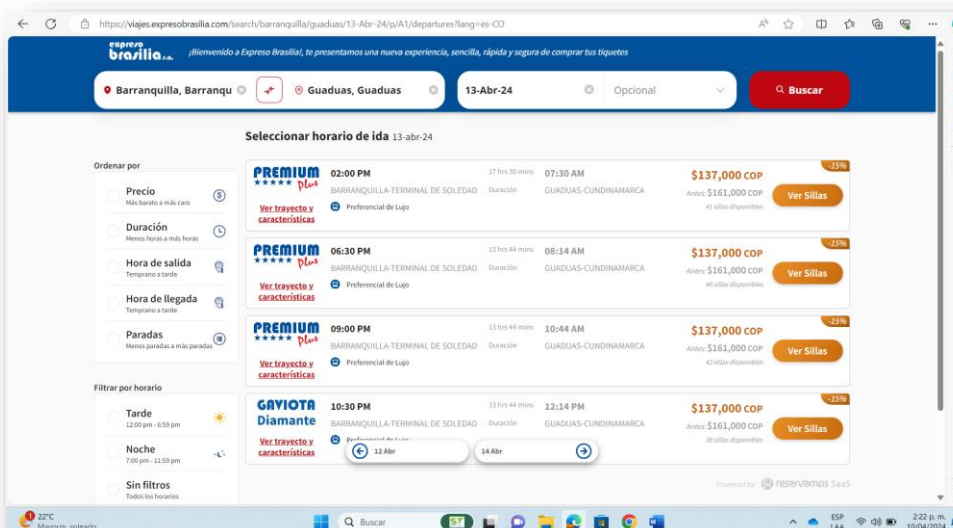 https://viajes.expresobrasilia.com/search/barranquilla/guaduas/13-Abr-24/p/A1/departures?lang=es-CO
expreso
brasilia s.a.
¡Bienvenido a Expreso Brasilia!, te presentamos una nueva experiencia, sencilla, rápida y segura de comprar tus tiquetes
Barranquilla, Barranqu
Guaduas, Guaduas
13-Abr-24
Opcional
Buscar
Seleccionar horario de ida 13-abr-24
Ordenar por
Precio
Más barato a más caro
Duración
Menos horas a más horas
Hora de salida
Temprano a tarde
Hora de llegada
Temprano a tarde
Paradas
Menos paradas a más paradas
Filtrar por horario
Tarde
12:00 pm - 6:59 pm
Noche
7:00 pm - 11:59 pm
Sin filtros
Todos los horarios
PREMIUM Plus
02:00 PM 17 hrs 30 mins 07:30 AM
BARRANQUILLA-TERMINAL DE SOLEDAD Duración GUADUAS-CUNDINAMARCA
Ver trayecto y características
Preferencial de Lujo
-15%
$137,000 COP
Antes: $161,000 COP
41 sillas disponibles
Ver Sillas
PREMIUM Plus
06:30 PM 13 hrs 44 mins 08:14 AM
BARRANQUILLA-TERMINAL DE SOLEDAD Duración GUADUAS-CUNDINAMARCA
Ver trayecto y características
Preferencial de Lujo
-15%
$137,000 COP
Antes: $161,000 COP
40 sillas disponibles
Ver Sillas
PREMIUM Plus
09:00 PM 13 hrs 44 mins 10:44 AM
BARRANQUILLA-TERMINAL DE SOLEDAD Duración GUADUAS-CUNDINAMARCA
Ver trayecto y características
Preferencial de Lujo
-15%
$137,000 COP
Antes: $161,000 COP
42 sillas disponibles
Ver Sillas
GAVIOTA Diamante
10:30 PM 13 hrs 44 mins 12:14 PM
BARRANQUILLA-TERMINAL DE SOLEDAD Duración GUADUAS-CUNDINAMARCA
Ver trayecto y características
-15%
$137,000 COP
Antes: $161,000 COP
38 sillas disponibles
Ver Sillas
12 Abr
14 Abr
Powered by reservamos SaaS
22°C
Mayorm. soleado
Buscar
ESP
LAA
2:22 p. m.
10/04/2024